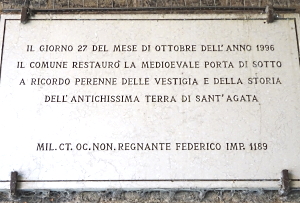 IL GIORNO 27 DEL MESE DI OTTOBRE DELL'ANNO 1996
IL COMUNE RESTAURÒ LA MEDIOEVALE PORTA DI SOTTO
A RICORDO PERENNE DELLE VESTIGIA E DELLA STORIA
DELL'ANTICHISSIMA TERRA DI SANT'AGATA
MIL. CT. OC. NON. REGNANTE FEDERICO IMP. 1189